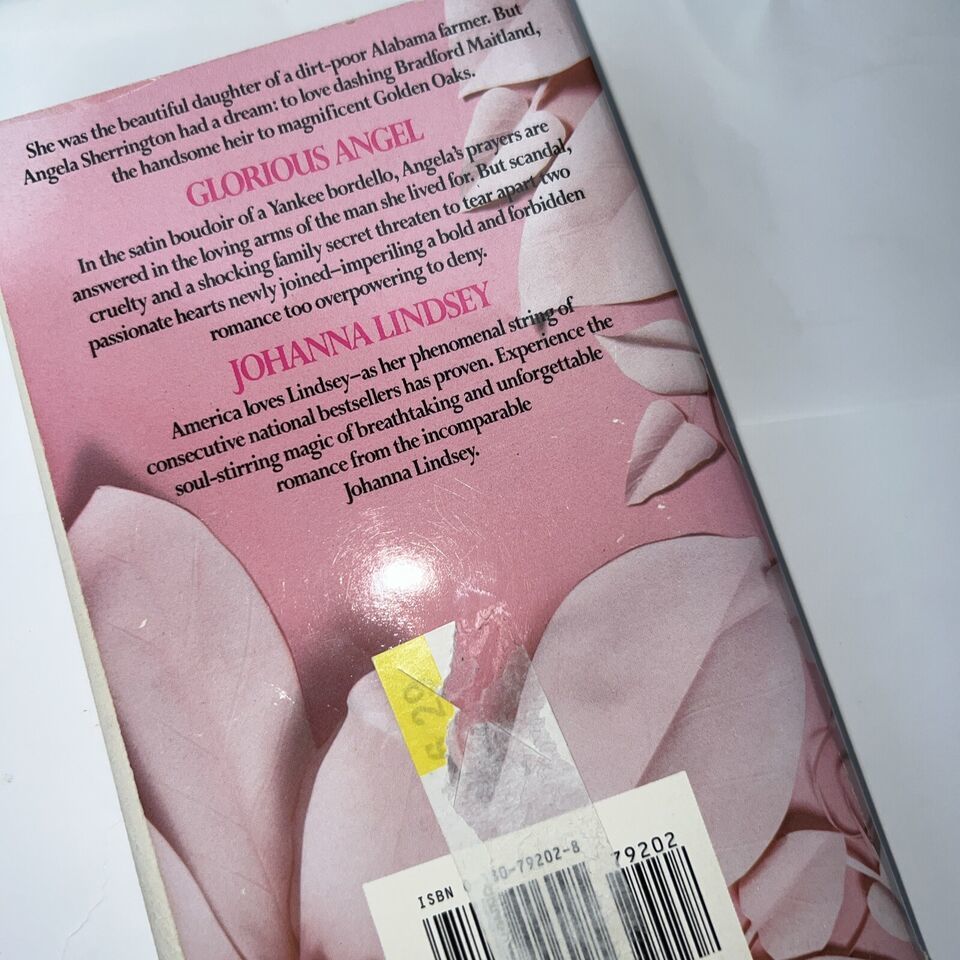 She was the beautiful daughter of a dirt-poor Alabama farmer. But
Angela Sherrington had a dream: to love dashing Bradford Maitland,
the handsome heir to magnificent Golden Oaks.
GLORIOUS ANGEL
In the satin boudoir of a Yankee bordello, Angela's prayers are
answered in the loving arms of the man she lived for. But scandal,
cruelty and a shocking family secret threaten to tear apart two
passionate hearts newly joined—imperiling a bold and forbidden
romance too overpowering to deny.
JOHANNA LINDSEY
America loves Lindsey—as her phenomenal string of
consecutive national bestsellers has proven. Experience the
soul-stirring magic of breathtaking and unforgettable
romance from the incomparable
Johanna Lindsey.
ISBN 0 80-79202-8
79202